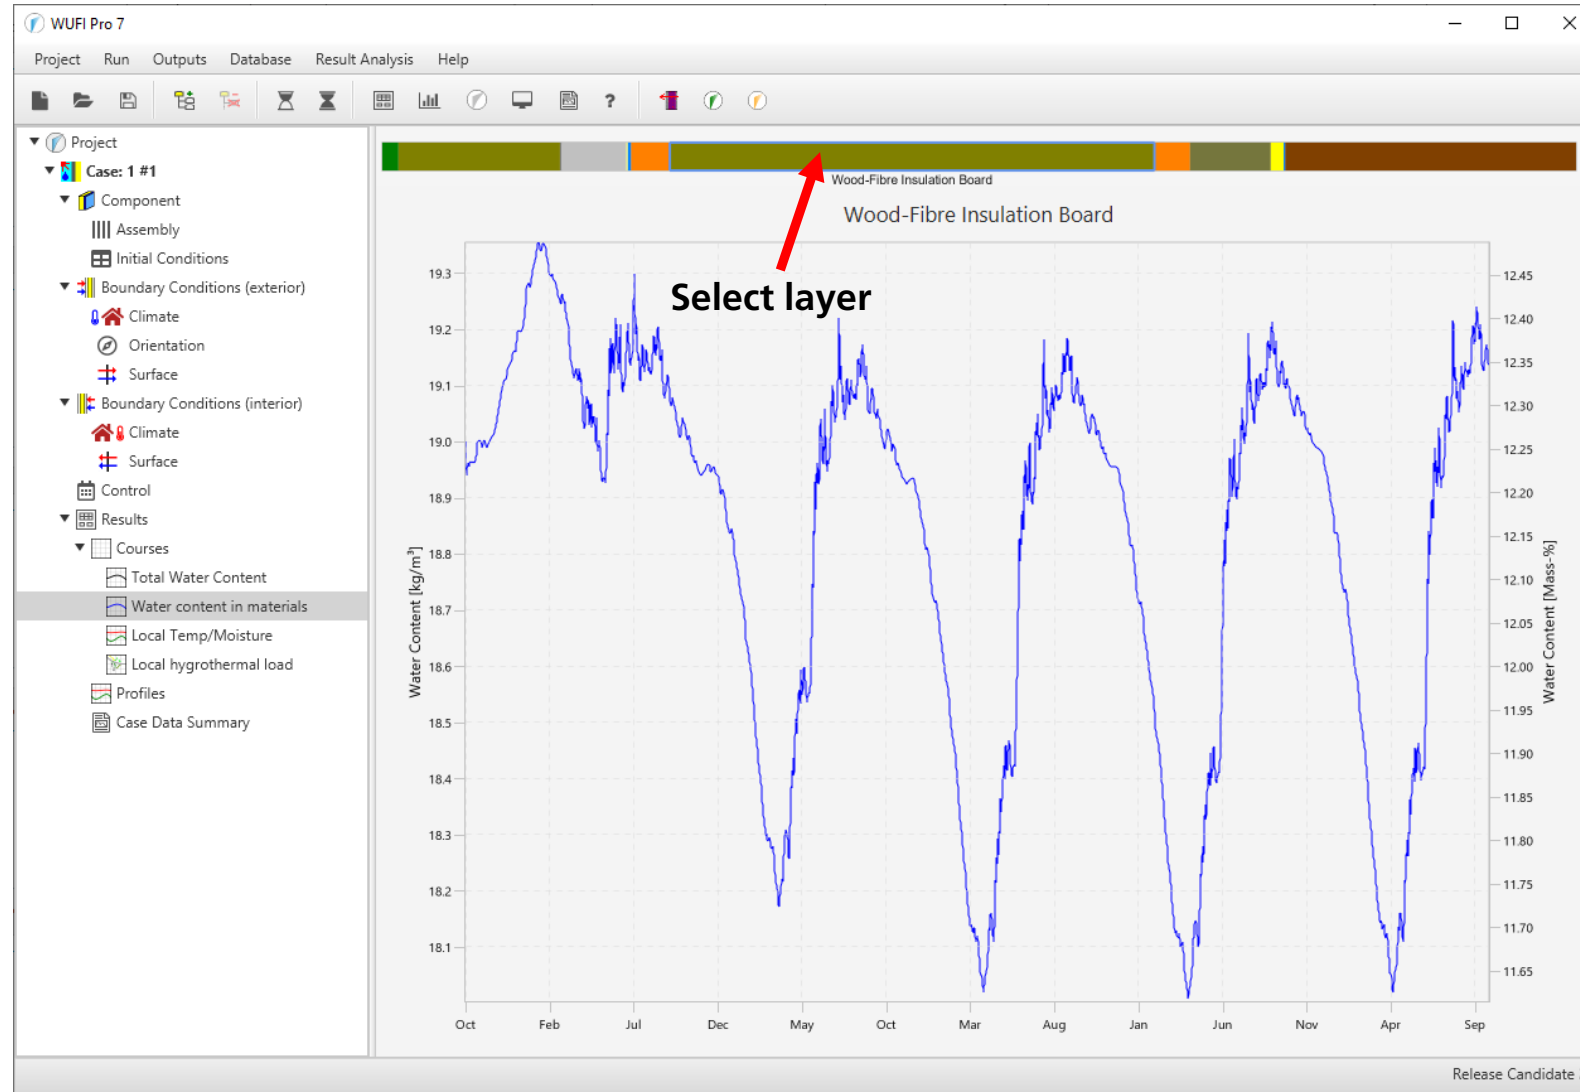 WUFI Pro 7
Project Run Outputs Database Result Analysis Help
?
Project
Case: 1 #1
Component
Assembly
Initial Conditions
Boundary Conditions (exterior)
Climate
Orientation
Surface
Boundary Conditions (interior)
Climate
Surface
Control
Results
Courses
Total Water Content
Water content in materials
Local Temp/Moisture
Local hygrothermal load
Profiles
Case Data Summary
Wood-Fibre Insulation Board
Wood-Fibre Insulation Board
Select layer
Water Content [kg/m³]
19.3
19.2
19.1
19.0
18.9
18.8
18.7
18.6
18.5
18.4
18.3
18.2
18.1
12.45
12.40
12.35
12.30
12.25
12.20
12.15
12.10
12.05
12.00
11.95
11.90
11.85
11.80
11.75
11.70
11.65
Water Content [Mass-%]
Oct Feb Jul Dec May Oct Mar Aug Jan Jun Nov Apr Sep
Release Candidate